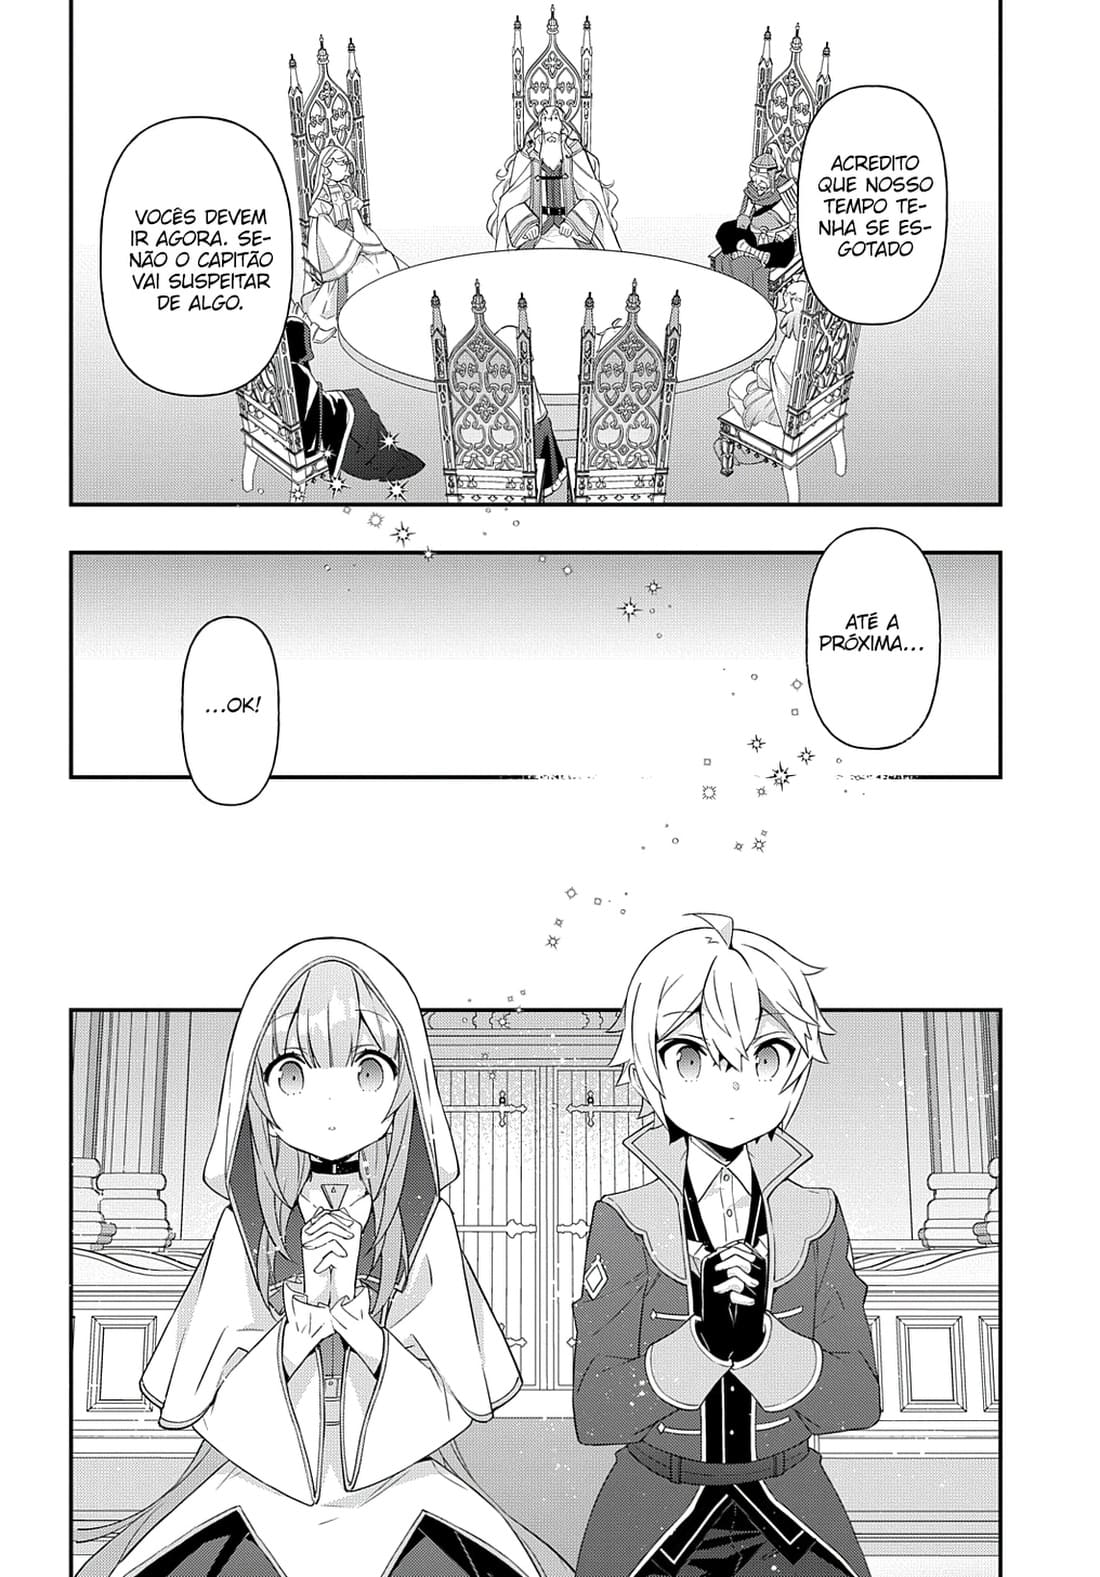 ACREDITO
QUE NOSSO
TEMPO TE-
NHA SE ES-
GOTADO
VOCÊS DEVEM
IR AGORA. SE-
NÃO O CAPITÃO
VAI SUSPEITAR
DE ALGO.
ATÉ A
PRÓXIMA...
...OK!